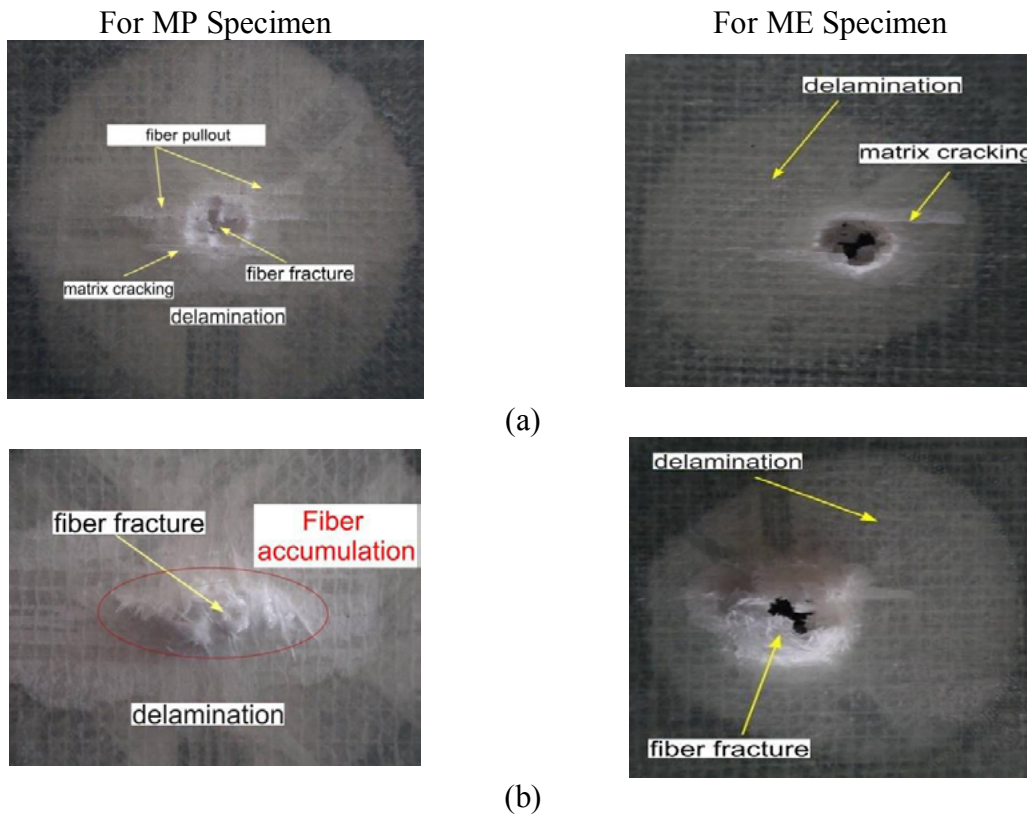 For MP Specimen
For ME Specimen
fiber pullout
fiber fracture
matrix cracking
delamination
delamination
matrix cracking
(a)
fiber fracture
Fiber
accumulation
delamination
delamination
fiber fracture
(b)